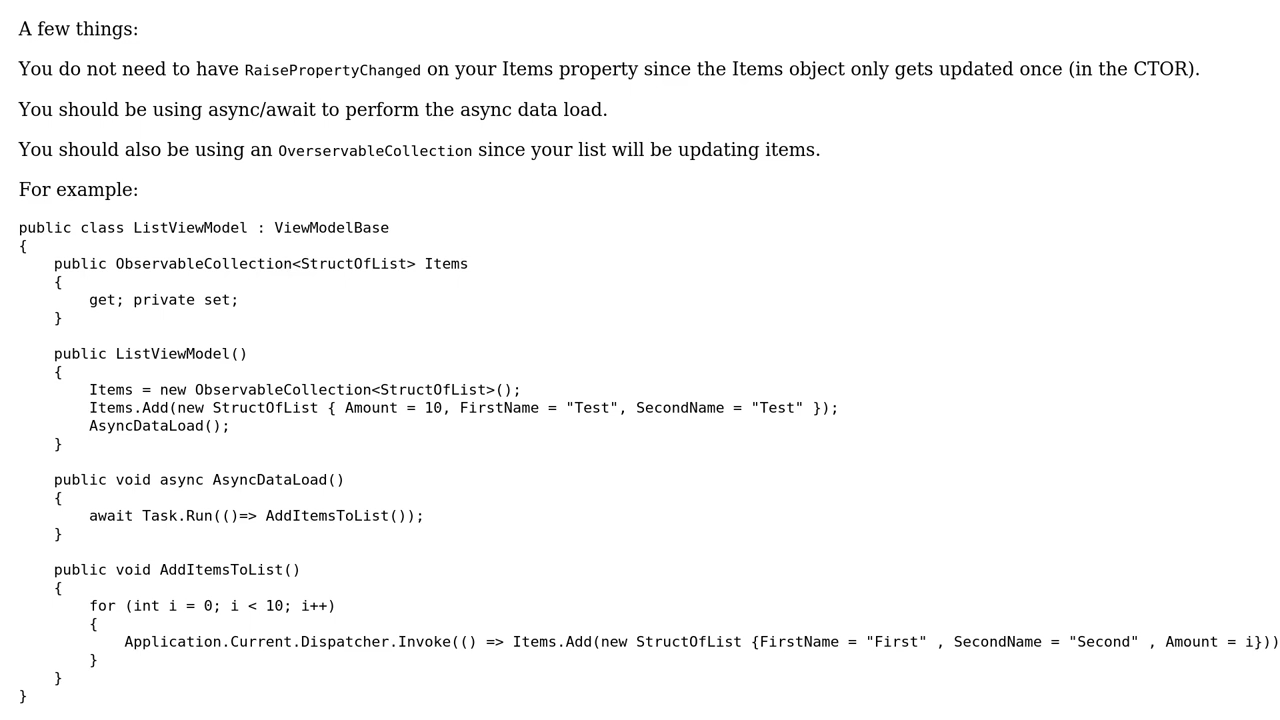 A few things:
You do not need to have RaisePropertyChanged on your Items property since the Items object only gets updated once (in the CTOR).
You should be using async/await to perform the async data load.
You should also be using an OverservableCollection since your list will be updating items.
For example:
public class ListViewModel : ViewModelBase
{
    public ObservableCollection<StructOfList> Items
    {
        get; private set;
    }
    public ListViewModel()
    {
        Items = new ObservableCollection<StructOfList>();
        Items.Add(new StructOfList { Amount = 10, FirstName = "Test", SecondName = "Test" });
        AsyncDataLoad();
    }
    public void async AsyncDataLoad()
    {
        await Task.Run(()=> AddItemsToList());
    }
    public void AddItemsToList()
    {
        for (int i = 0; i < 10; i++)
        {
            Application.Current.Dispatcher.Invoke(() => Items.Add(new StructOfList {FirstName = "First" , SecondName = "Second" , Amount = i}))
        }
    }
}